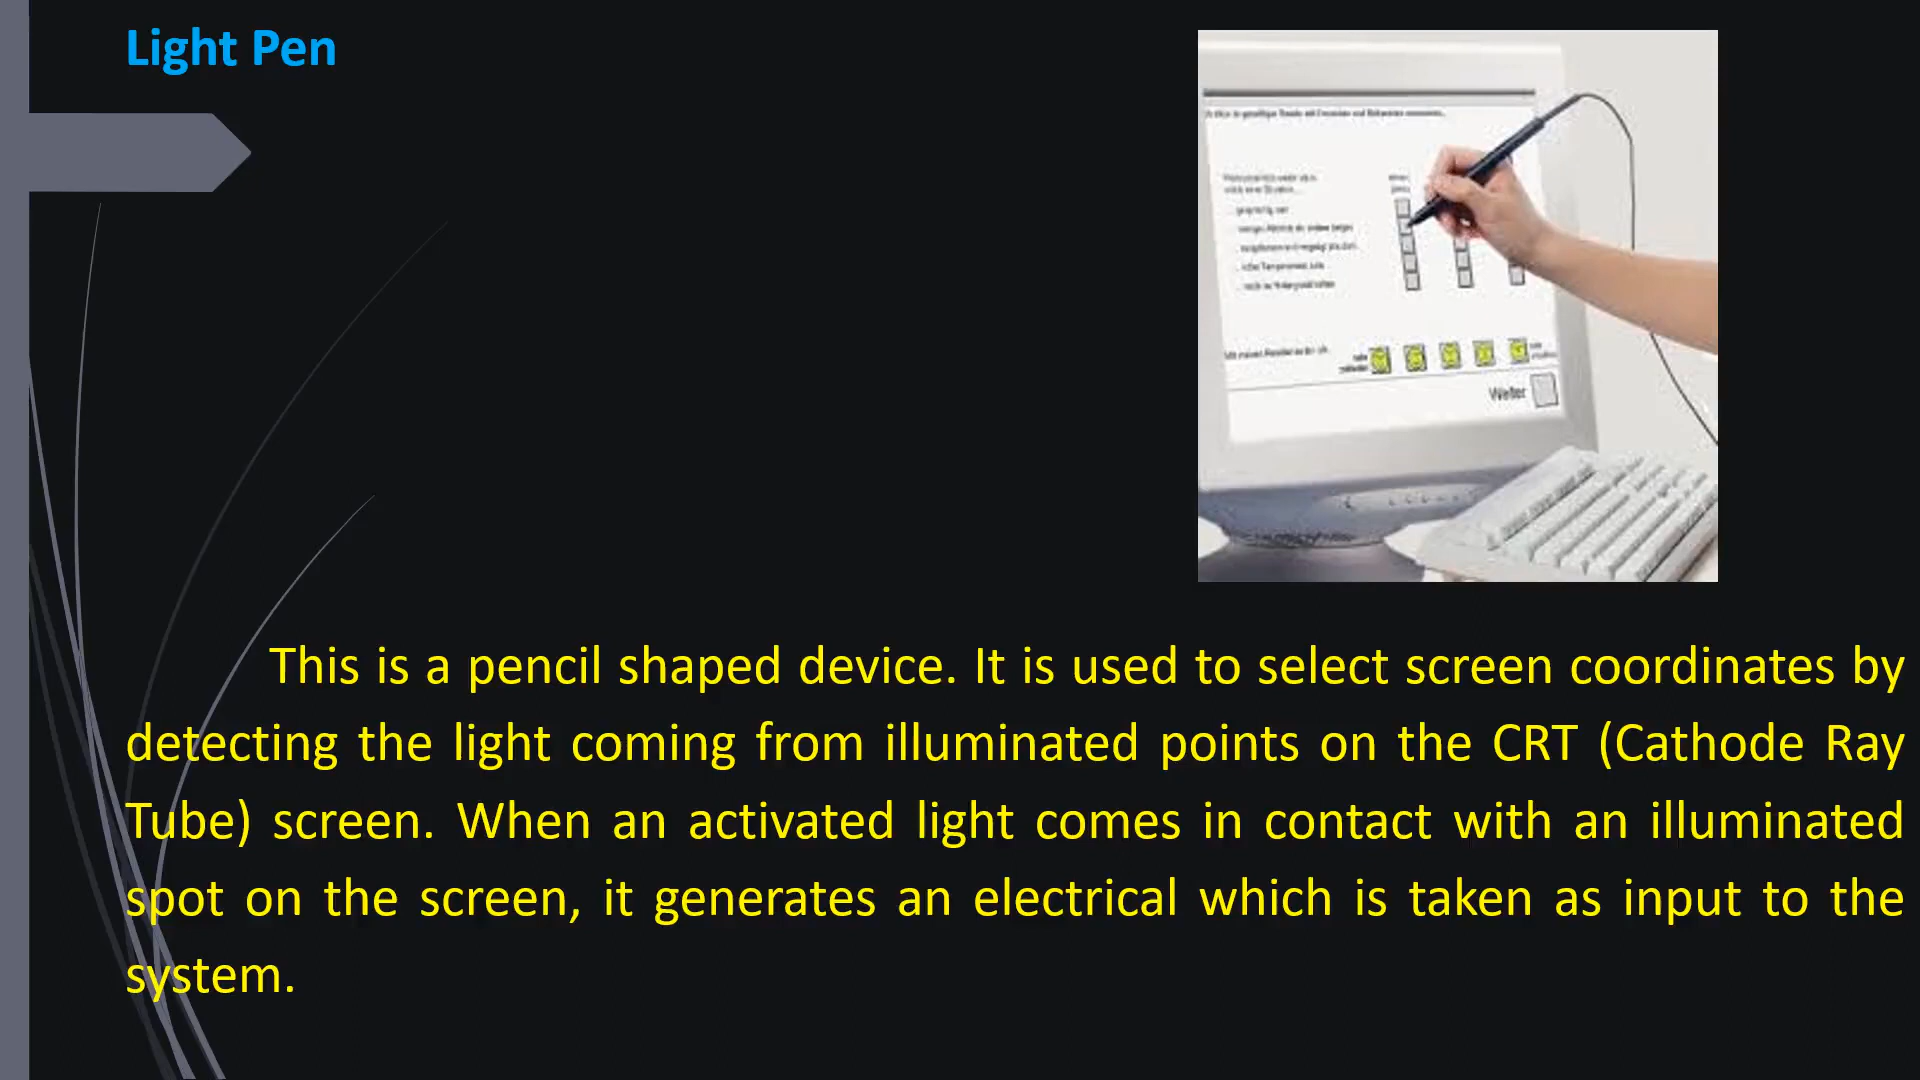 Light Pen
Weiter
This is a pencil shaped device. It is used to select screen coordinates by
detecting the light coming from illuminated points on the CRT (Cathode Ray
Tube) screen. When an activated light comes in contact with an illuminated
spot on the screen, it generates an electrical which is taken as input to the
system.